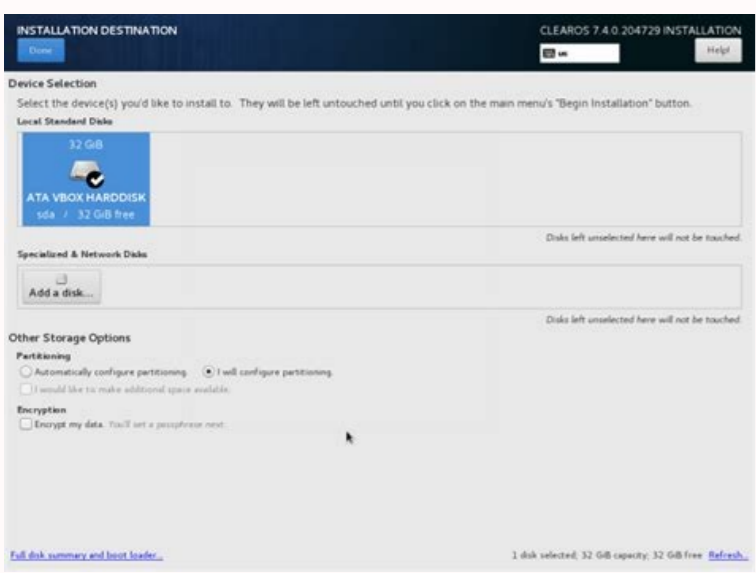 INSTALLATION DESTINATION
CLEAROS 7.4.0.204729 INSTALLATION
Done
us
Help!
Device Selection
Select the device(s) you'd like to install to. They will be left untouched until you click on the main menu's "Begin Installation" button.
Local Standard Disks
32 GiB
ATA VBOX HARDDISK
sda / 32 GiB free
Disks left unselected here will not be touched.
Specialized & Network Disks
Add a disk...
Disks left unselected here will not be touched.
Other Storage Options
Partitioning
Automatically configure partitioning. I will configure partitioning.
I would like to make additional space available.
Encryption
Encrypt my data. You'll set a passphrase next.
Full disk summary and boot loader...
1 disk selected; 32 GiB capacity; 32 GiB free Refresh...